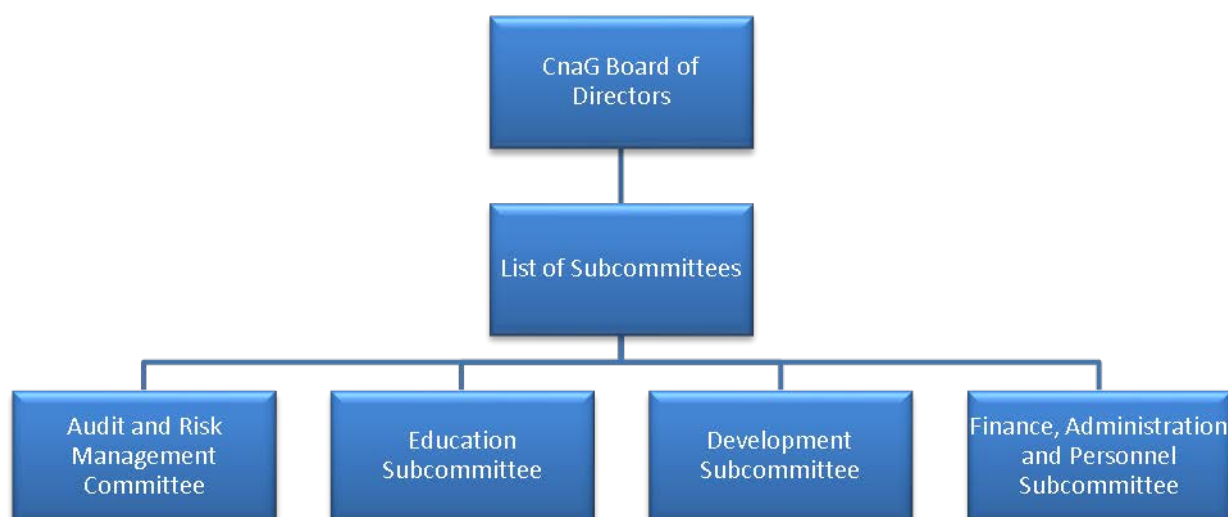 CnaG Board of
Directors
List of Subcommittees
Audit and Risk
Management
Committee
Education
Subcommittee
Development
Subcommittee
Finance, Administration
and Personnel
Subcommittee